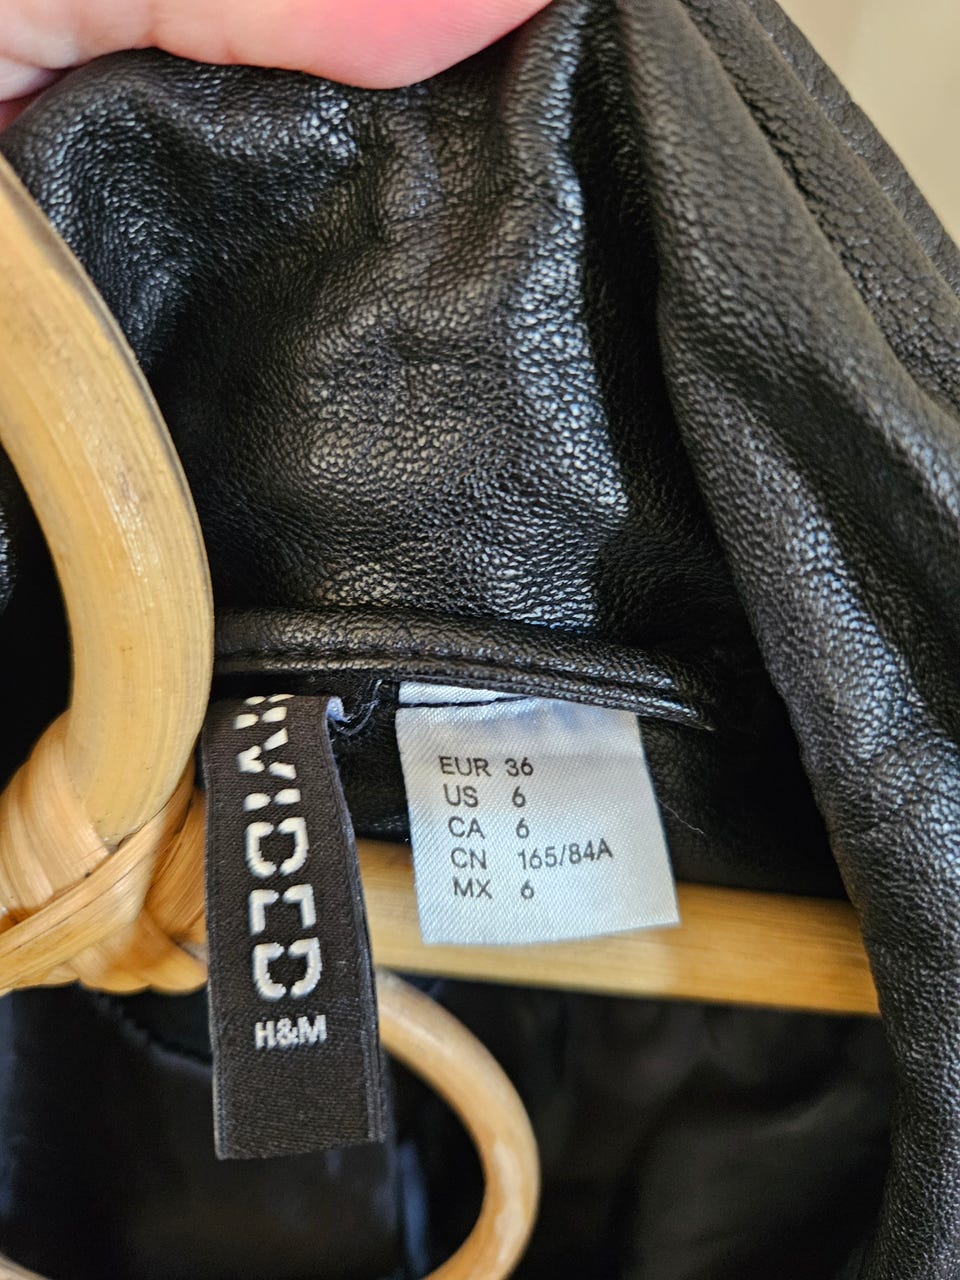 DIVIDED
H&M
EUR 36
US 6
CA 6
CN 165/84A
MX 6